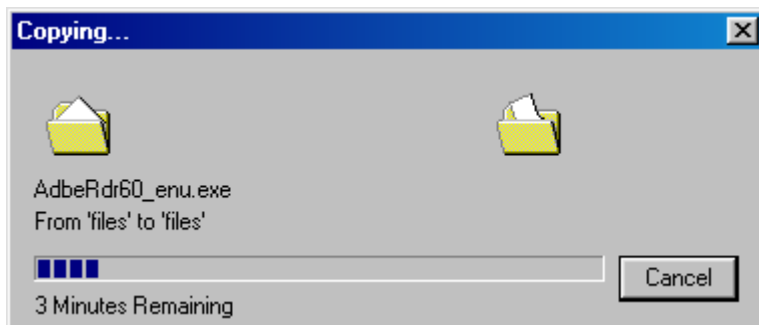 Copying...
AdbeRdr60_enu.exe
From 'files' to 'files'
Cancel
3 Minutes Remaining